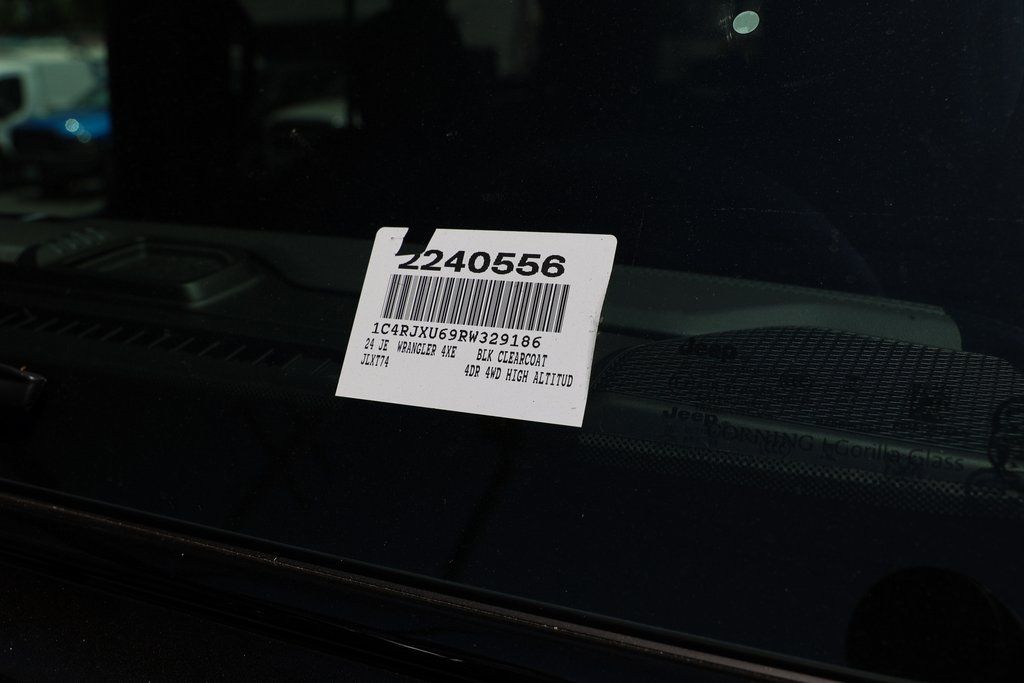 2240556
1C4RJXU69RW329186
24 JE WRANGLER 4XE BLK CLEARCOAT
JLXT74 4DR 4WD HIGH ALTITUD
Jeep
Jeep
CORNING | Gorilla Glass